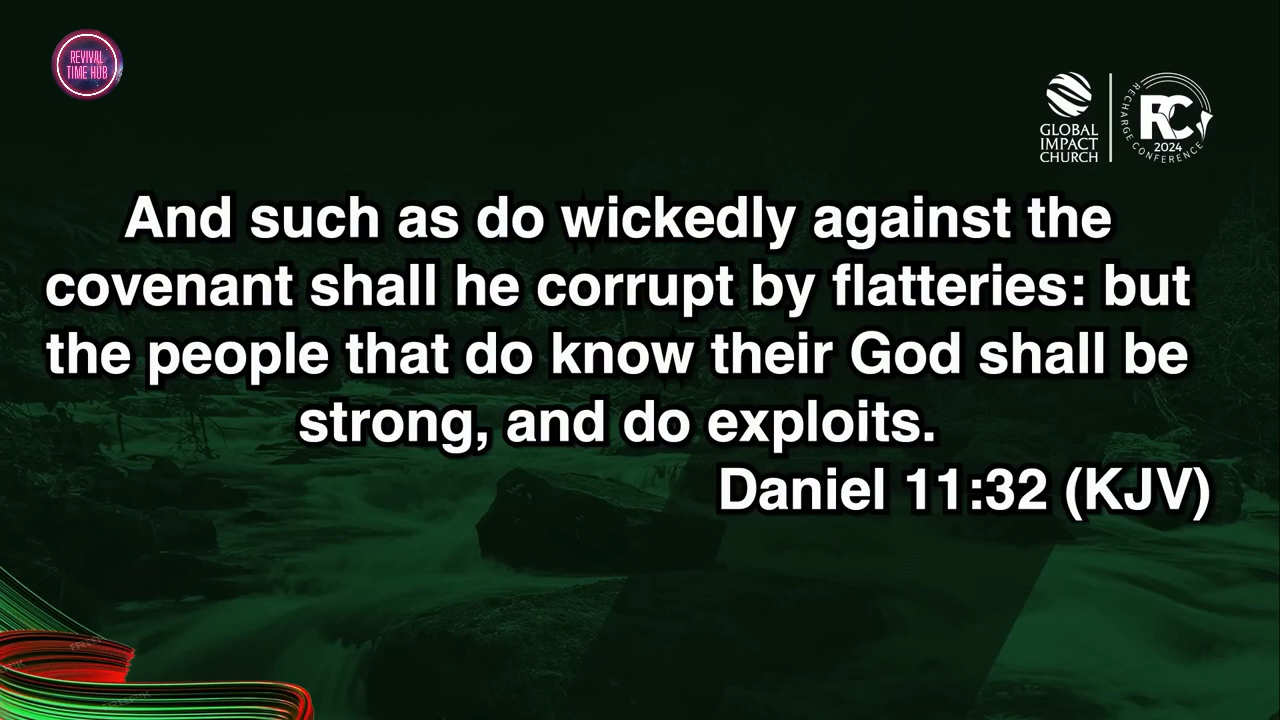 REVIVAL
TIME HUB
GLOBAL
IMPACT
CHURCH
RECHARGE CONFERENCE
RC
2024
And such as do wickedly against the
covenant shall he corrupt by flatteries: but
the people that do know their God shall be
strong, and do exploits.
Daniel 11:32 (KJV)